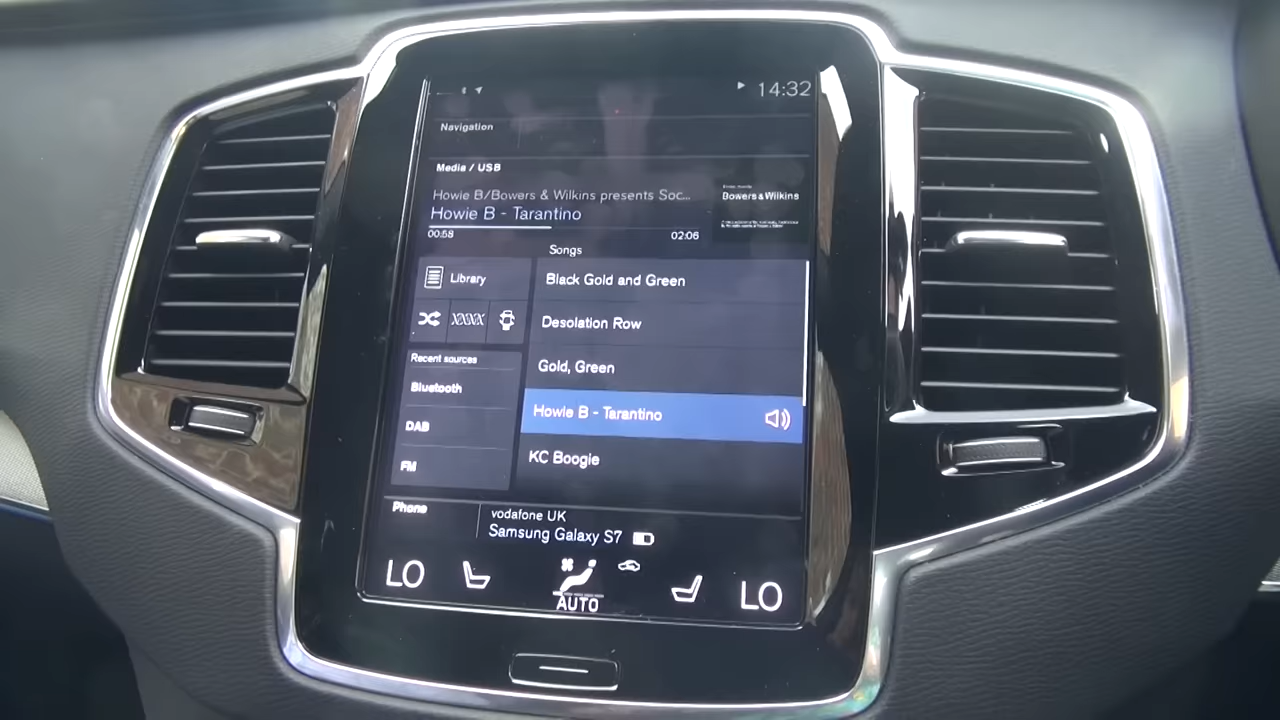 14:32
Navigation
Media / USB
Howie B/Bowers & Wilkins presents Soc...
Howie B - Tarantino
00:58
02:06
Bowers & Wilkins
Songs
Library
Black Gold and Green
Desolation Row
Gold, Green
Howie B - Tarantino
KC Boogie
Recent sources
Bluetooth
DAB
FM
Phone
vodafone UK
Samsung Galaxy S7
LO
AUTO
LO